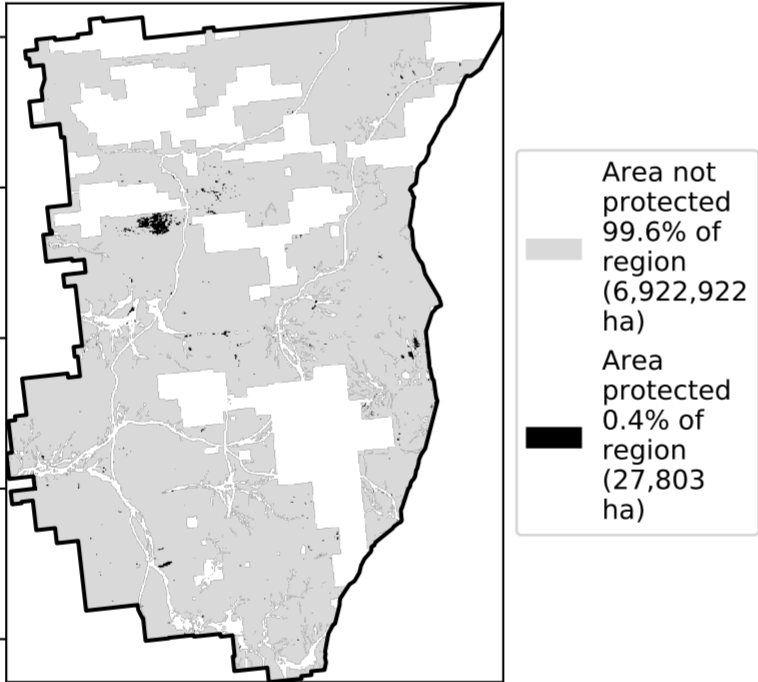 Area not
protected
99.6% of
region
(6,922,922
ha)
Area
protected
0.4% of
region
(27,803
ha)